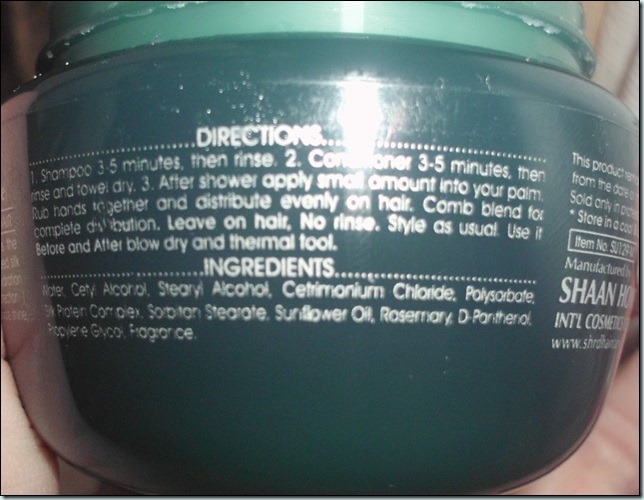 DIRECTIONS
1. Shampoo 3-5 minutes, then rinse. 2. Conditioner 3-5 minutes, then
rinse and towel dry. 3. After shower apply small amount into your palm.
Rub hands together and distribute evenly on hair. Comb blend for
complete distribution. Leave on hair, No rinse. Style as usual. Use it
Before and After blow dry and thermal tool.
INGREDIENTS
Water, Cetyl Alcohol, Stearyl Alcohol, Cetrimonium Chloride, Polysorbate,
Silk Protein Complex, Sorbitan Stearate, Sunflower Oil, Rosemary, D-Panthenol,
Propylene Glycol, Fragrance.
This product
from the date
Sold only in
* Store in a cool
Item No.
Manufactured
SHAAN
INT'L COSMETICS